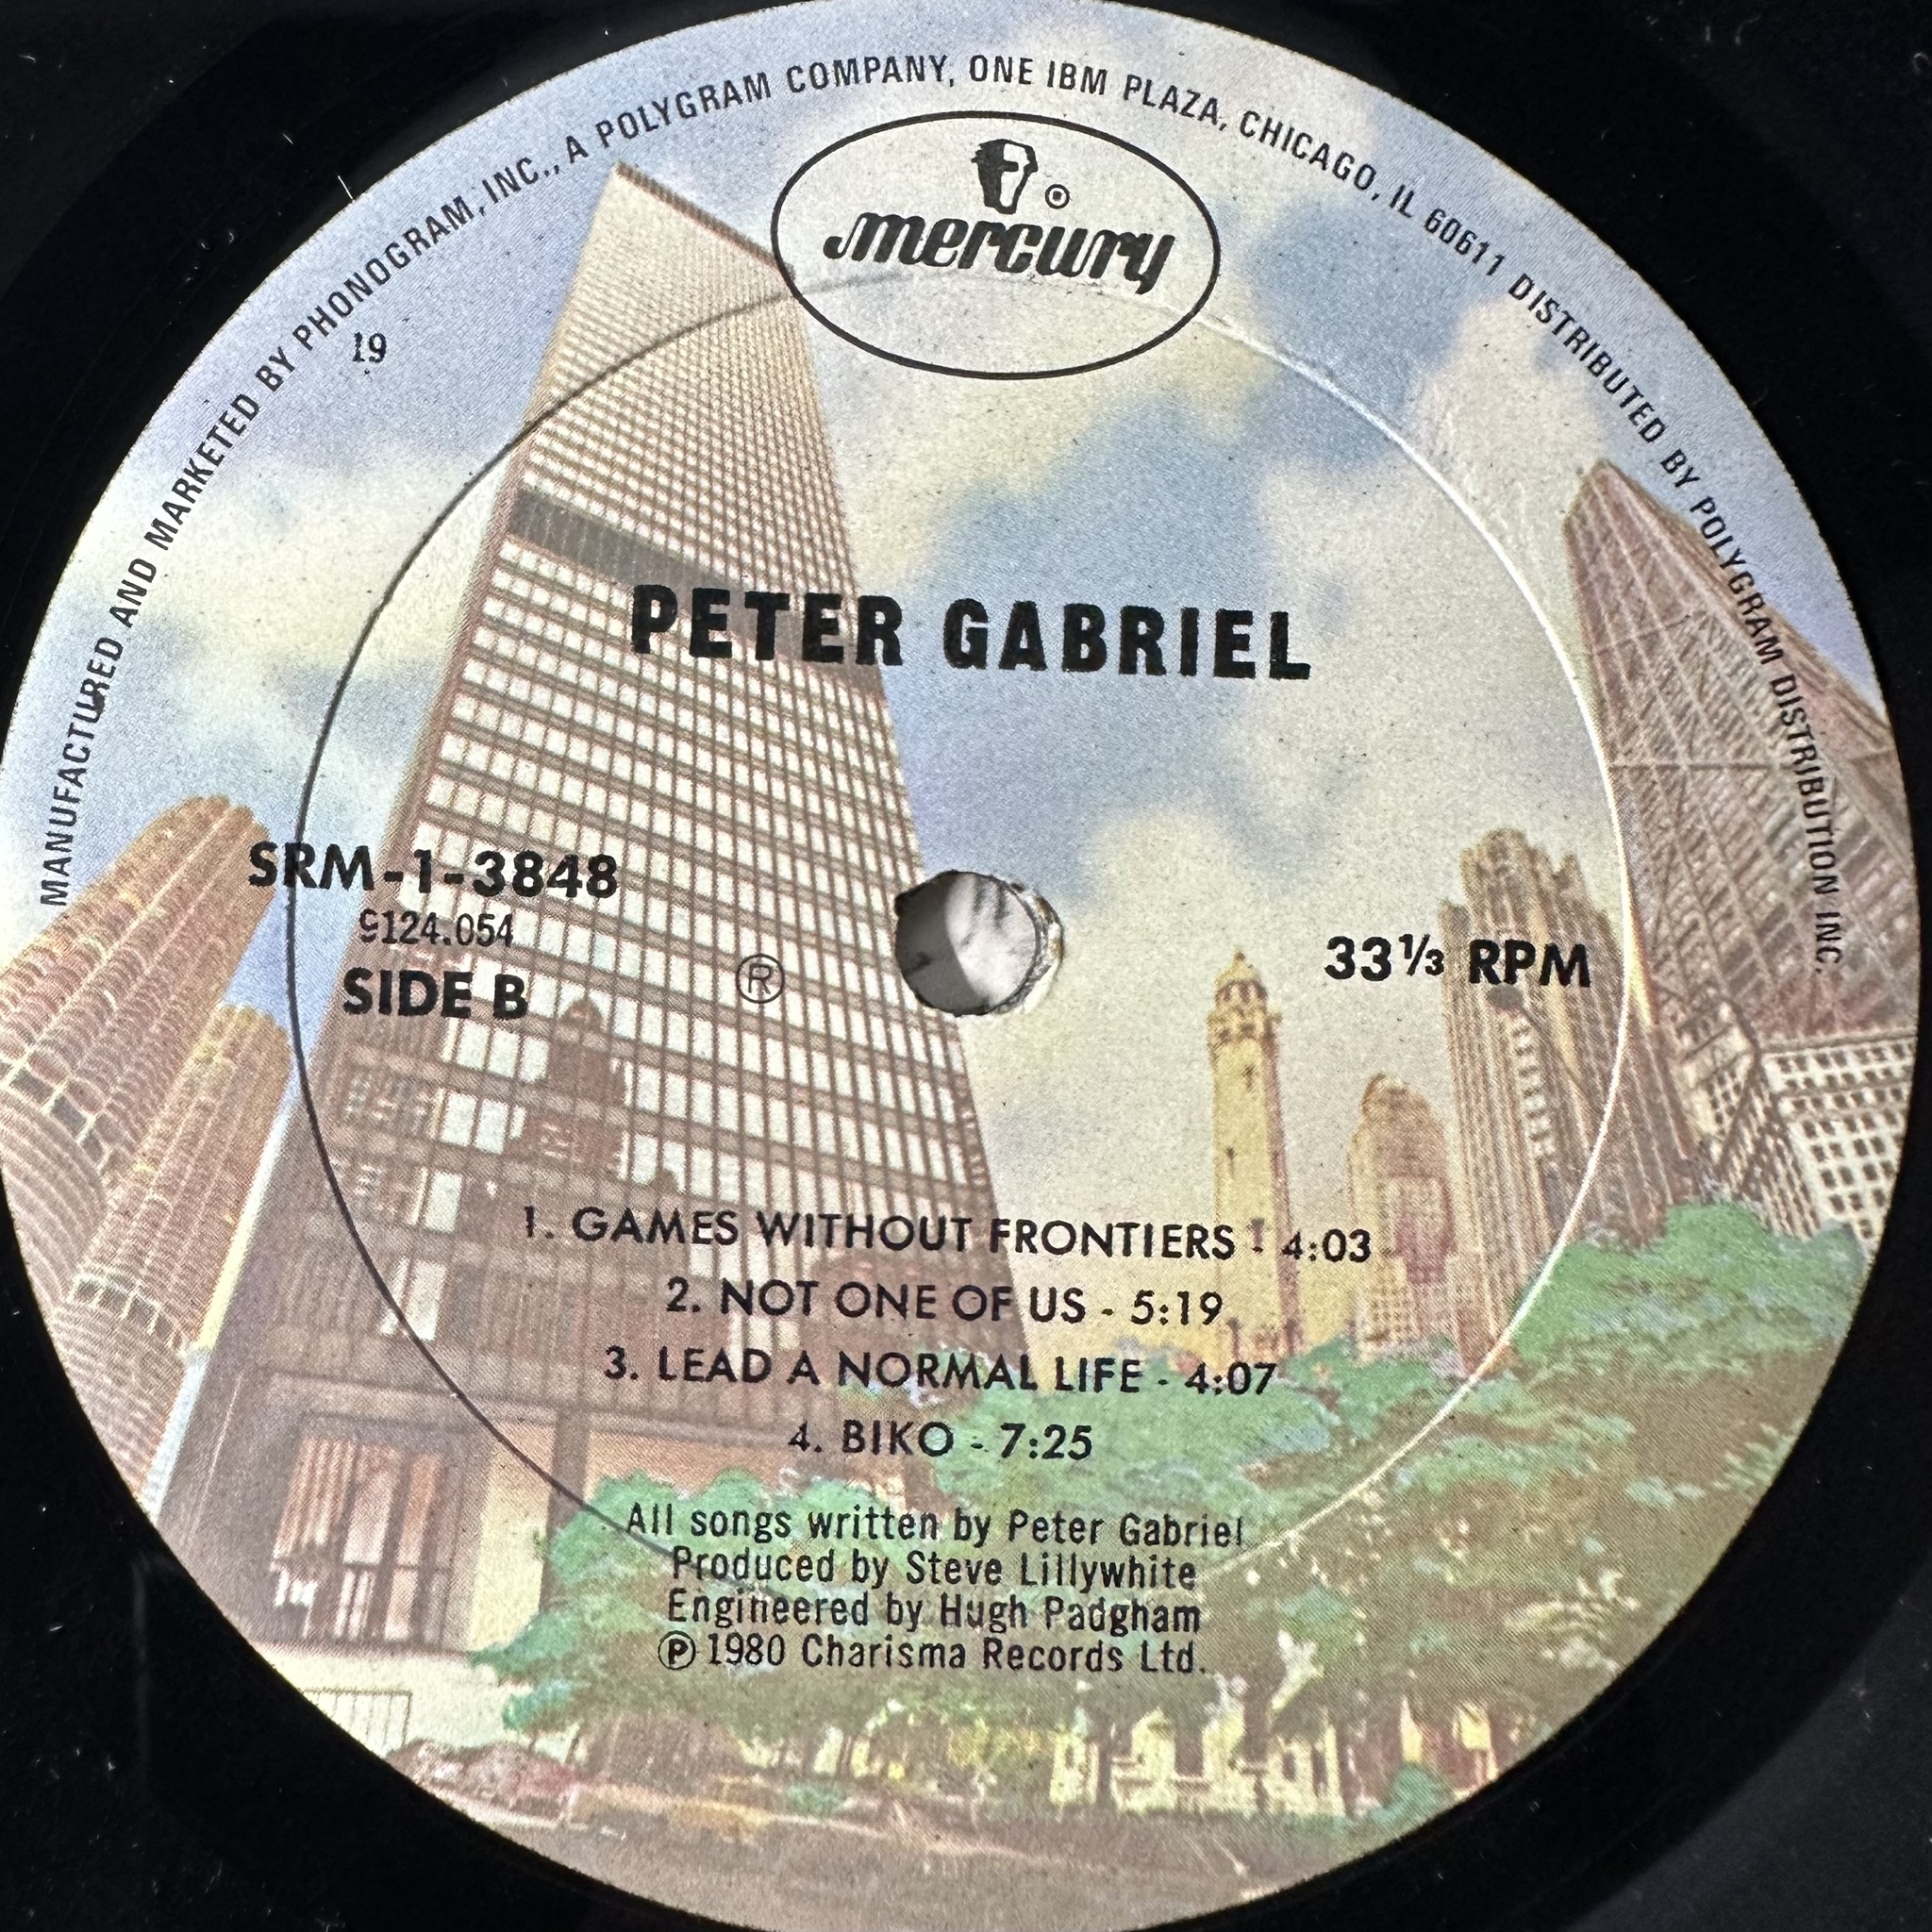 MANUFACTURED AND MARKETED BY PHONOGRAM, INC., A POLYGRAM COMPANY, ONE IBM PLAZA, CHICAGO, IL 60611 DISTRIBUTED BY POLYGRAM DISTRIBUTION INC.
mercury ®
19
PETER GABRIEL
SRM-1-3848
9124.054
SIDE B
®
33⅓ RPM
1. GAMES WITHOUT FRONTIERS - 4:03
2. NOT ONE OF US - 5:19
3. LEAD A NORMAL LIFE - 4:07
4. BIKO - 7:25
All songs written by Peter Gabriel
Produced by Steve Lillywhite
Engineered by Hugh Padgham
℗ 1980 Charisma Records Ltd.